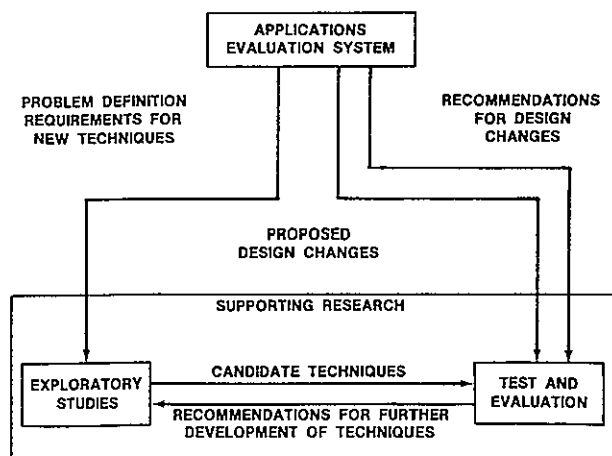 APPLICATIONS
EVALUATION SYSTEM
PROBLEM DEFINITION
REQUIREMENTS FOR
NEW TECHNIQUES
RECOMMENDATIONS
FOR DESIGN
CHANGES
PROPOSED
DESIGN CHANGES
SUPPORTING RESEARCH
EXPLORATORY
STUDIES
CANDIDATE TECHNIQUES
RECOMMENDATIONS FOR FURTHER
DEVELOPMENT OF TECHNIQUES
TEST AND
EVALUATION